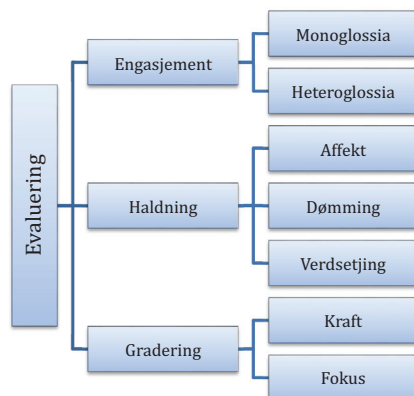 Evaluering
Engasjement
Monoglossia
Heteroglossia
Haldning
Affekt
Dømming
Verdsetjing
Gradering
Kraft
Fokus